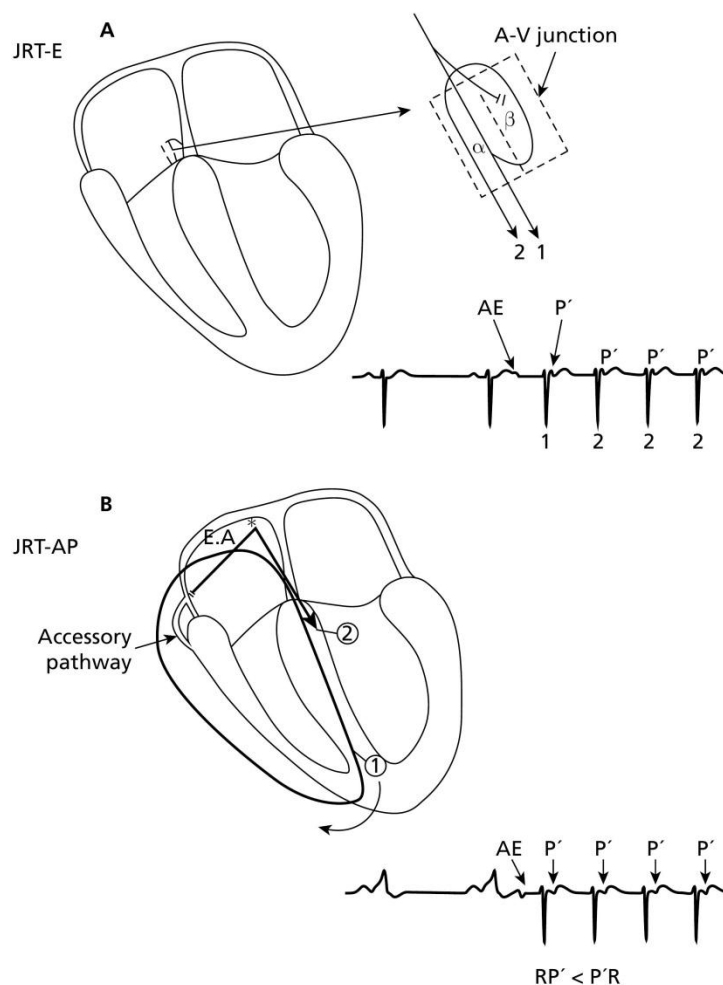 A
JRT-E
A-V junction
β
α
2 1
AE P´
P´ P´ P´
1 2 2 2
B
JRT-AP
*
E.A
Accessory
pathway
2
1
AE P´ P´ P´ P´
RP´ < P´R